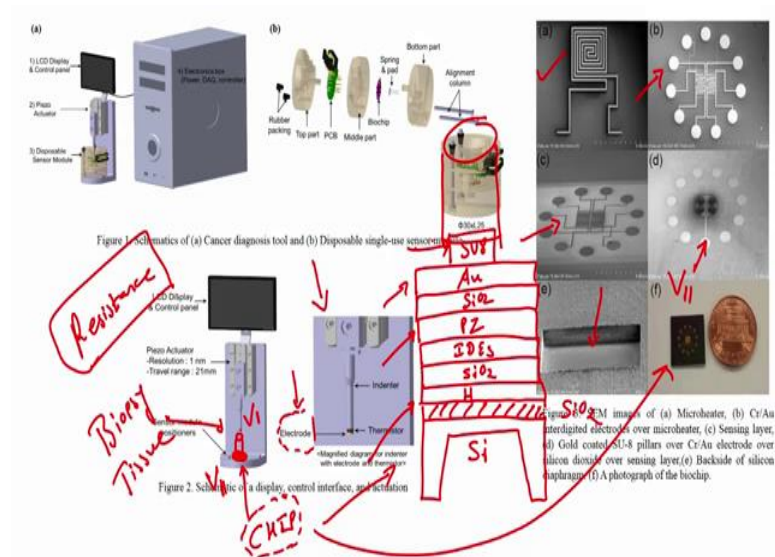 (a)
1) LCD Display
& Control panel
2) Piezo
Actuator
3) Disposable
Sensor Module
4) Electronics box
(Power, DAQ, controller)
(b)
Rubber
packing
Top part
PCB
Middle part
Biochip
Spring
& pad
Bottom part
Alignment
column
Φ30xL25
Figure 1. Schematics of (a) Cancer diagnosis tool and (b) Disposable single-use sensor
Resistance
LCD Display
& Control panel
Piezo Actuator
- Resolution : 1 nm
- Travel range : 21mm
positioners
Biopsy
Tissue
V1
CHIP
Indenter
Electrode
Thermistor
<Magnified diagram for indenter
with electrode and thermistor>
Figure 2. Schematic of a display, control interface, and actuation
SU8
Au
SiO2
PZ
IDEs
SiO2
H
SiO2
Si
(a)
(b)
(c)
(d)
(e)
(f)
V11
Figure 3. SEM images of (a) Microheater, (b) Cr/Au
interdigited electrodes over microheater, (c) Sensing layer,
(d) Gold coated SU-8 pillars over Cr/Au electrode over
silicon dioxide over sensing layer,(e) Backside of silicon
diaphragm, (f) A photograph of the biochip.